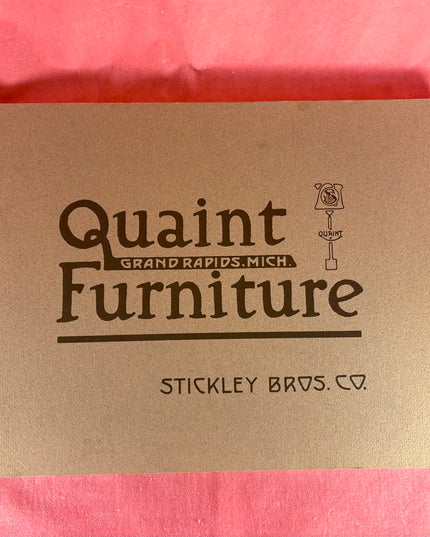 Quaint
QUAINT
GRAND RAPIDS. MICH.
Furniture
STICKLEY BROS. CO.